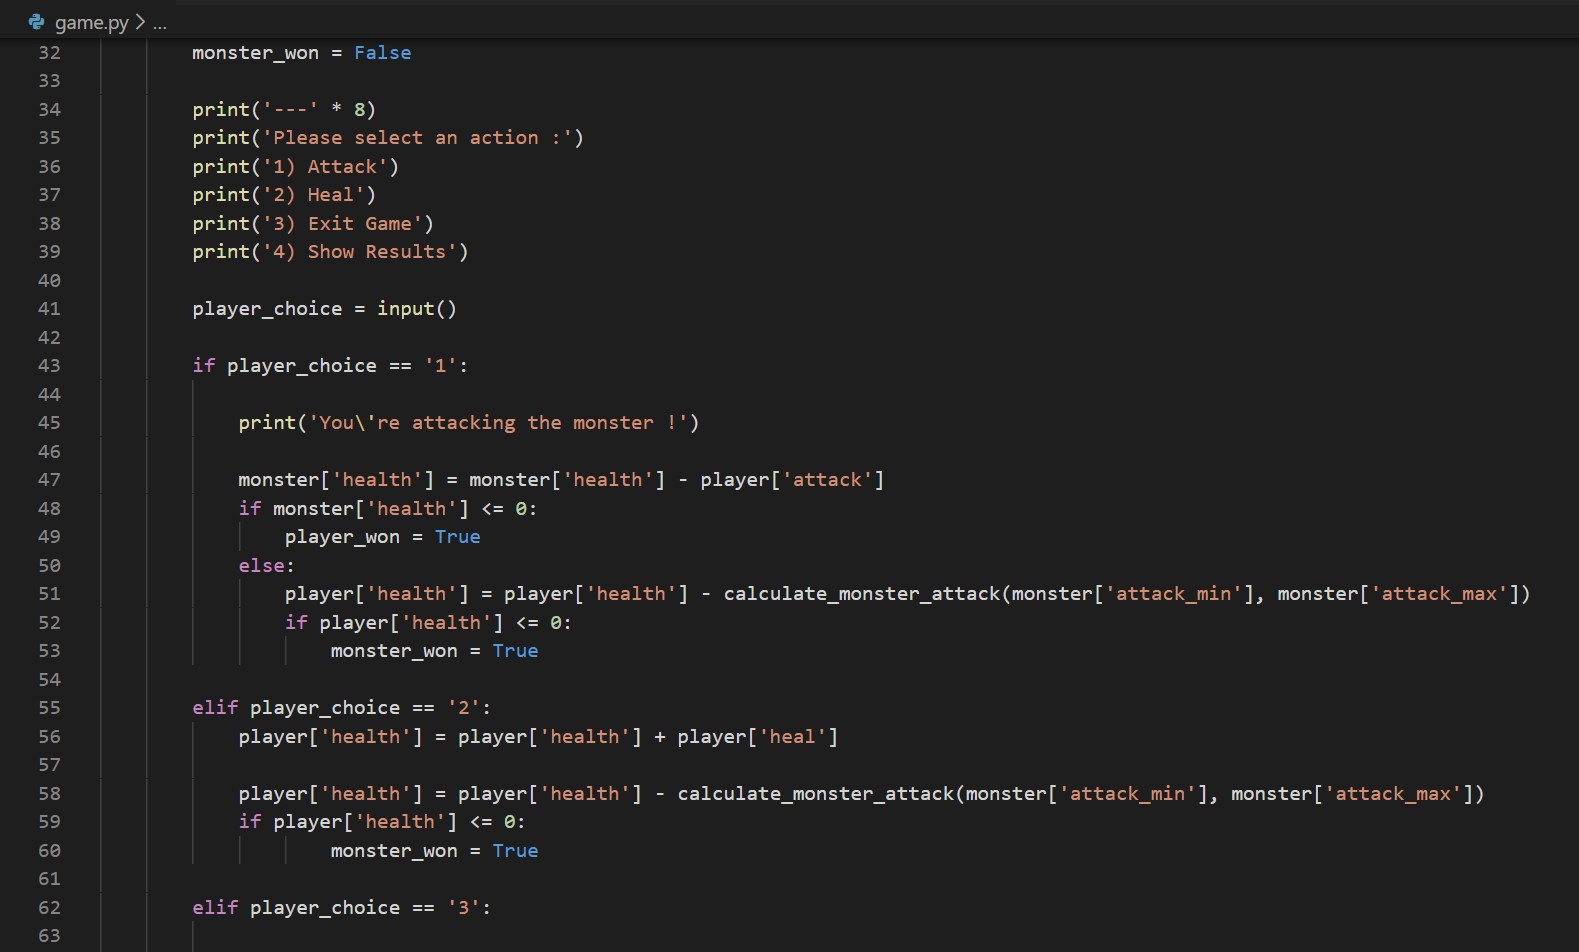 game.py > ...
32 monster_won = False
33
34 print('---' * 8)
35 print('Please select an action :')
36 print('1) Attack')
37 print('2) Heal')
38 print('3) Exit Game')
39 print('4) Show Results')
40
41 player_choice = input()
42
43 if player_choice == '1':
44
45 print('You\'re attacking the monster !')
46
47 monster['health'] = monster['health'] - player['attack']
48 if monster['health'] <= 0:
49 player_won = True
50 else:
51 player['health'] = player['health'] - calculate_monster_attack(monster['attack_min'], monster['attack_max'])
52 if player['health'] <= 0:
53 monster_won = True
54
55 elif player_choice == '2':
56 player['health'] = player['health'] + player['heal']
57
58 player['health'] = player['health'] - calculate_monster_attack(monster['attack_min'], monster['attack_max'])
59 if player['health'] <= 0:
60 monster_won = True
61
62 elif player_choice == '3':
63